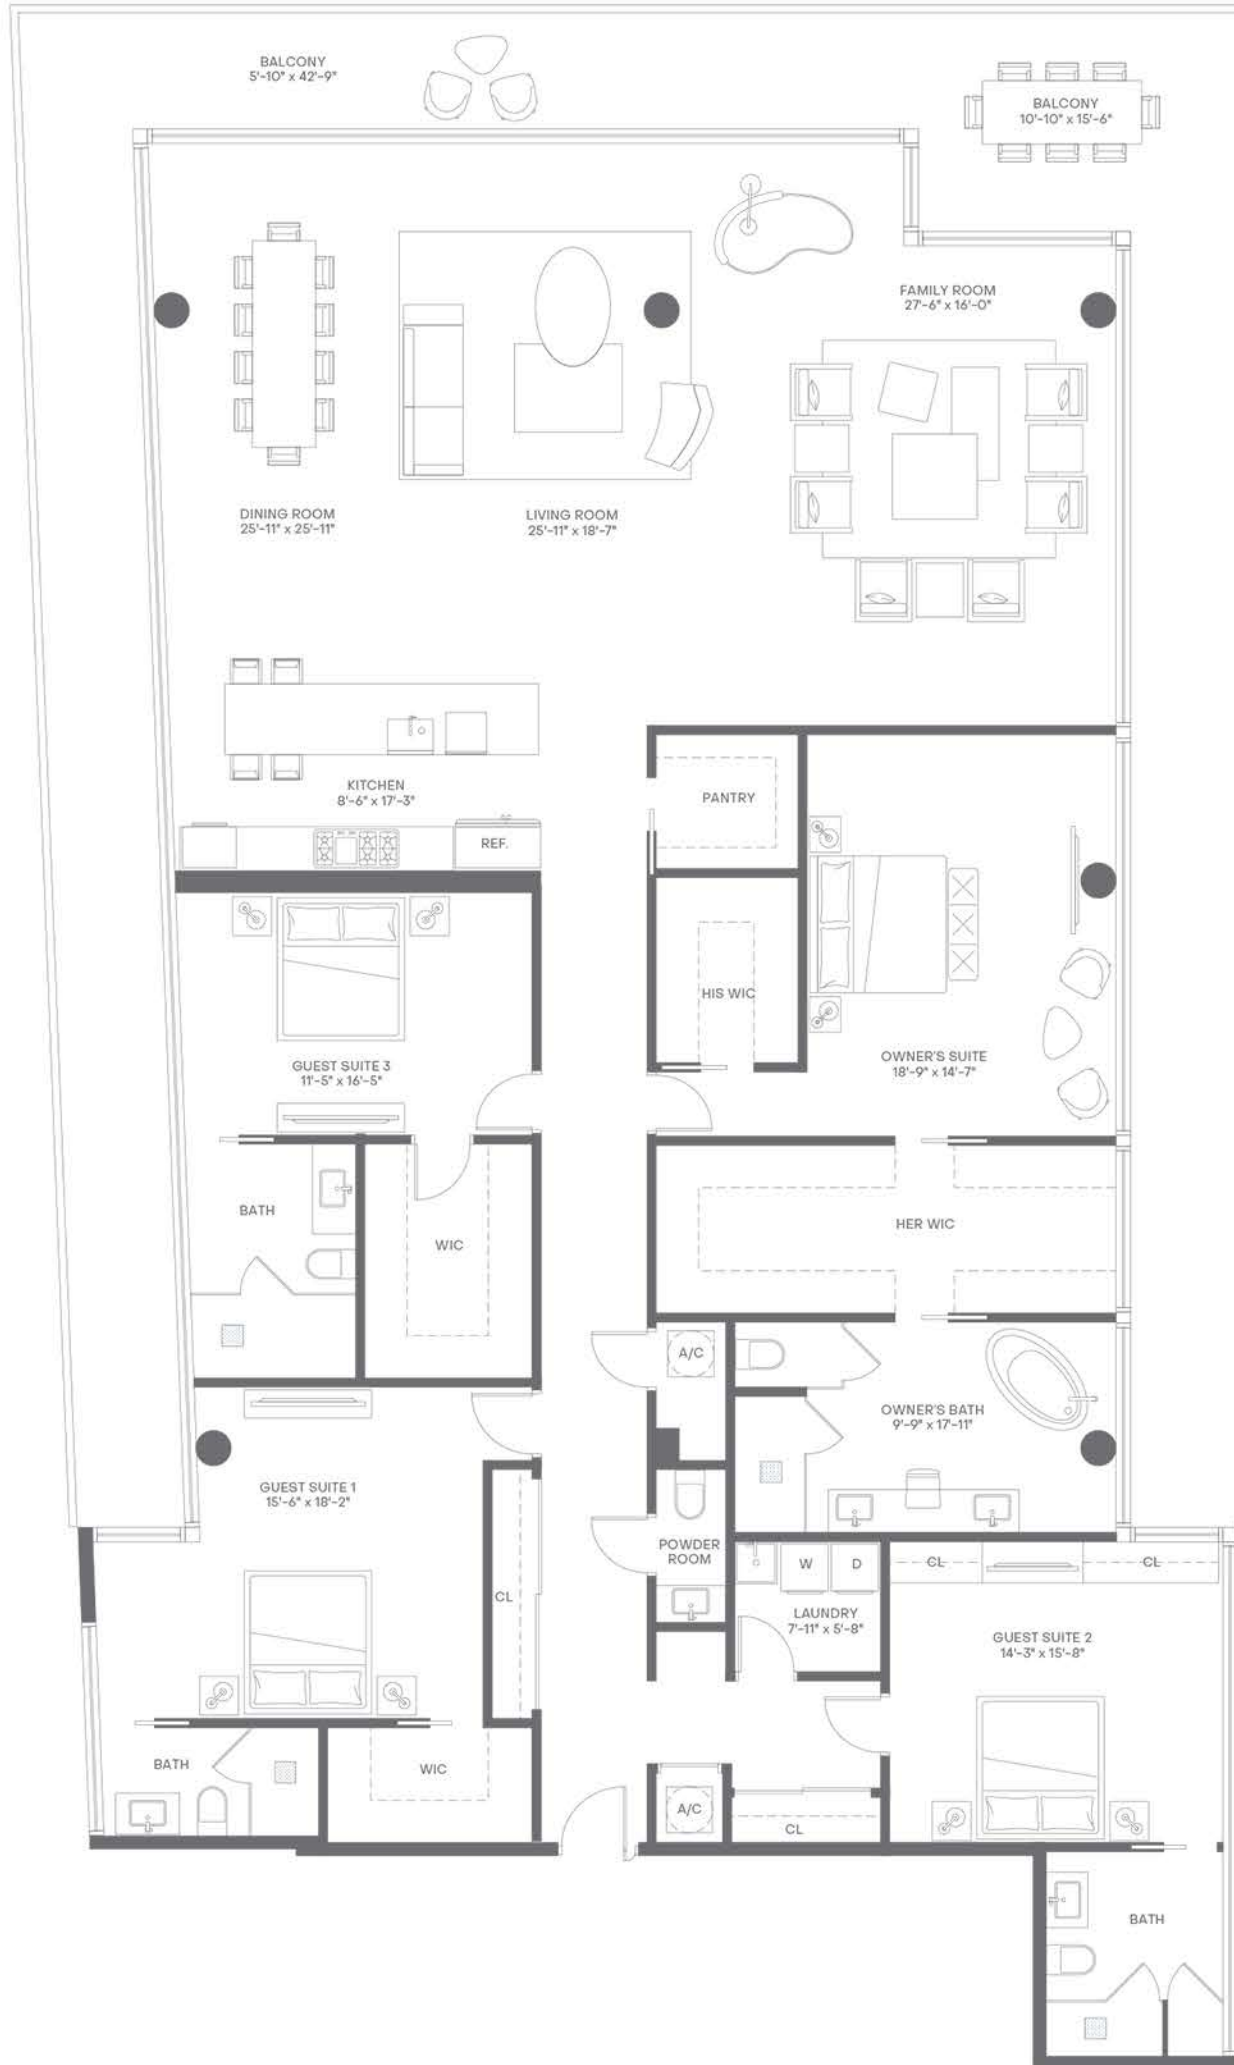 BALCONY
5'-10" x 42'-9"
BALCONY
10'-10" x 15'-6"
FAMILY ROOM
27'-6" x 16'-0"
DINING ROOM
25'-11" x 25'-11"
LIVING ROOM
25'-11" x 18'-7"
KITCHEN
8'-6" x 17'-3"
PANTRY
REF.
HIS WIC
GUEST SUITE 3
11'-5" x 16'-5"
OWNER'S SUITE
18'-9" x 14'-7"
BATH
WIC
HER WIC
A/C
OWNER'S BATH
9'-9" x 17'-11"
GUEST SUITE 1
15'-6" x 18'-2"
POWDER
ROOM
W
D
CL
CL
CL
LAUNDRY
7'-11" x 5'-8"
GUEST SUITE 2
14'-3" x 15'-8"
BATH
WIC
A/C
CL
BATH